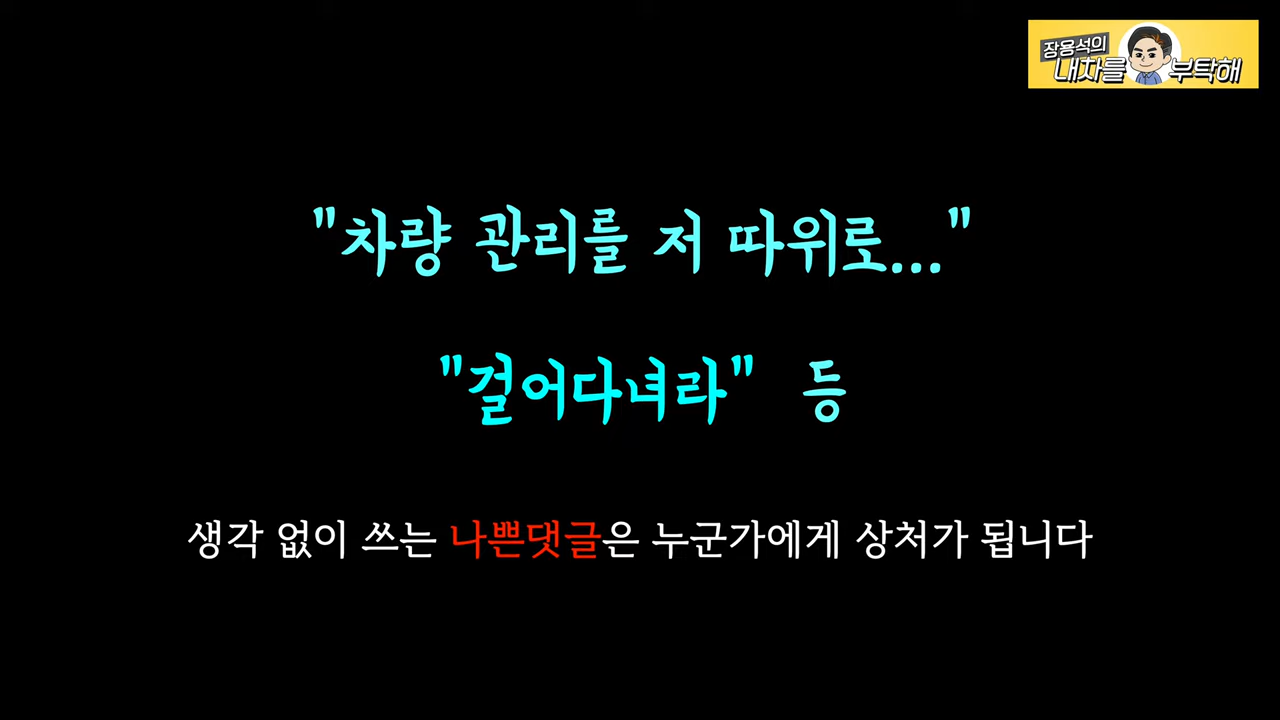 장용석의
내차를 부탁해
"차량 관리를 저 따위로..."
"걸어다녀라" 등
생각 없이 쓰는 나쁜댓글은 누군가에게 상처가 됩니다